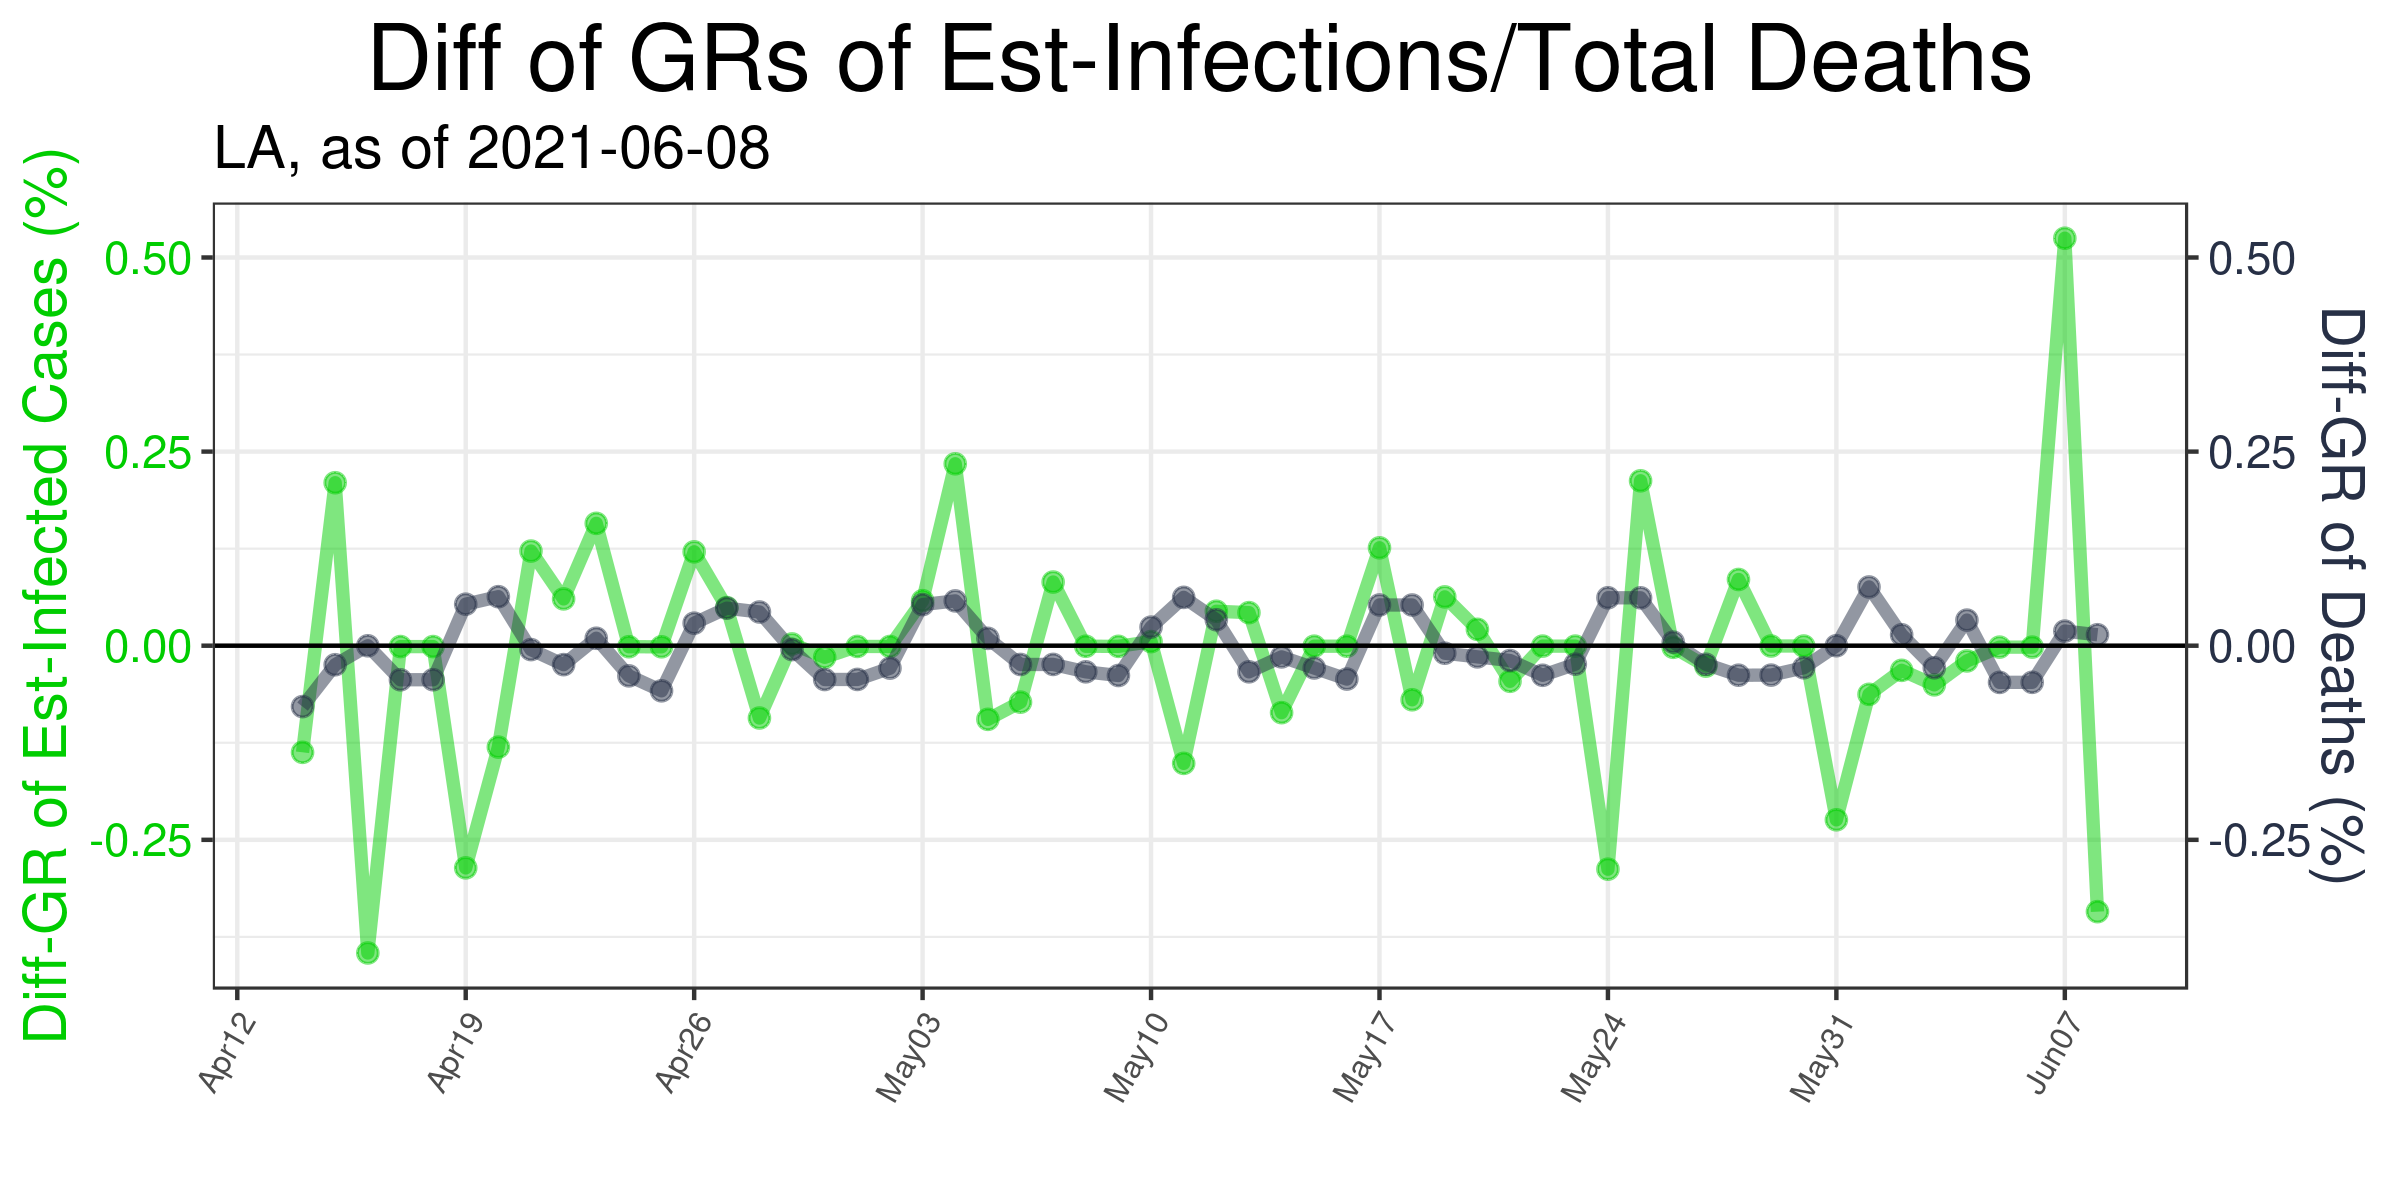 Diff of GRs of Est-Infections/Total Deaths
LA, as of 2021-06-08
Diff-GR of Est-Infected Cases (%)
0.50
0.25
0.00
-0.25
0.50
0.25
0.00
-0.25
Diff-GR of Deaths (%)
Apr12
Apr19
Apr26
May03
May10
May17
May24
May31
Jun07